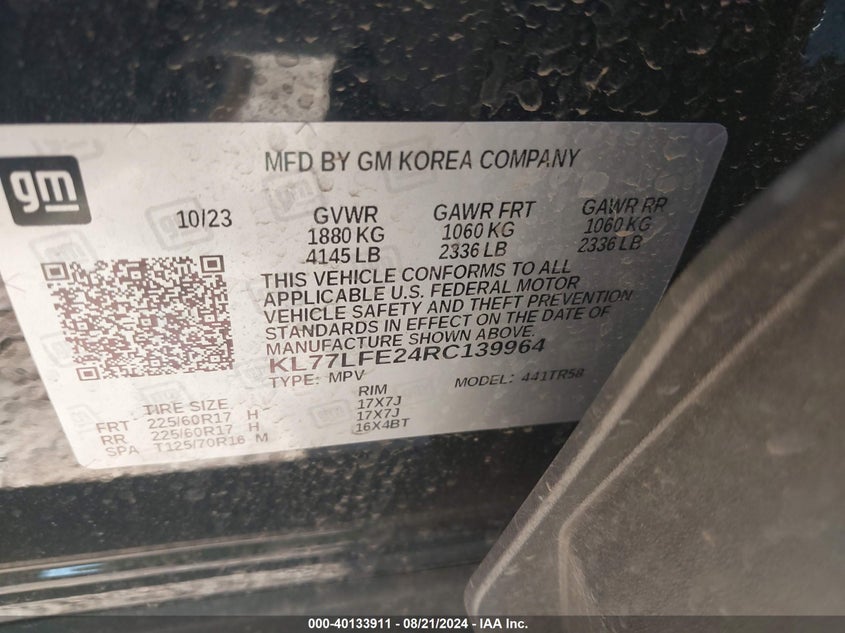 gm
MFD BY GM KOREA COMPANY
10/23 GVWR GAWR FRT GAWR RR
1880 KG 1060 KG 1060 KG
4145 LB 2336 LB 2336 LB
THIS VEHICLE CONFORMS TO ALL
APPLICABLE U.S. FEDERAL MOTOR
VEHICLE SAFETY AND THEFT PREVENTION
STANDARDS IN EFFECT ON THE DATE OF
MANUFACTURE SHOWN ABOVE.
KL77LFE24RC139964
TYPE: MPV MODEL: 441TR58
TIRE SIZE RIM
FRT 225/60R17 H 17X7J
RR 225/60R17 H 17X7J
SPA T125/70R16 M 16X4BT
000-40133911 - 08/21/2024 - IAA Inc.